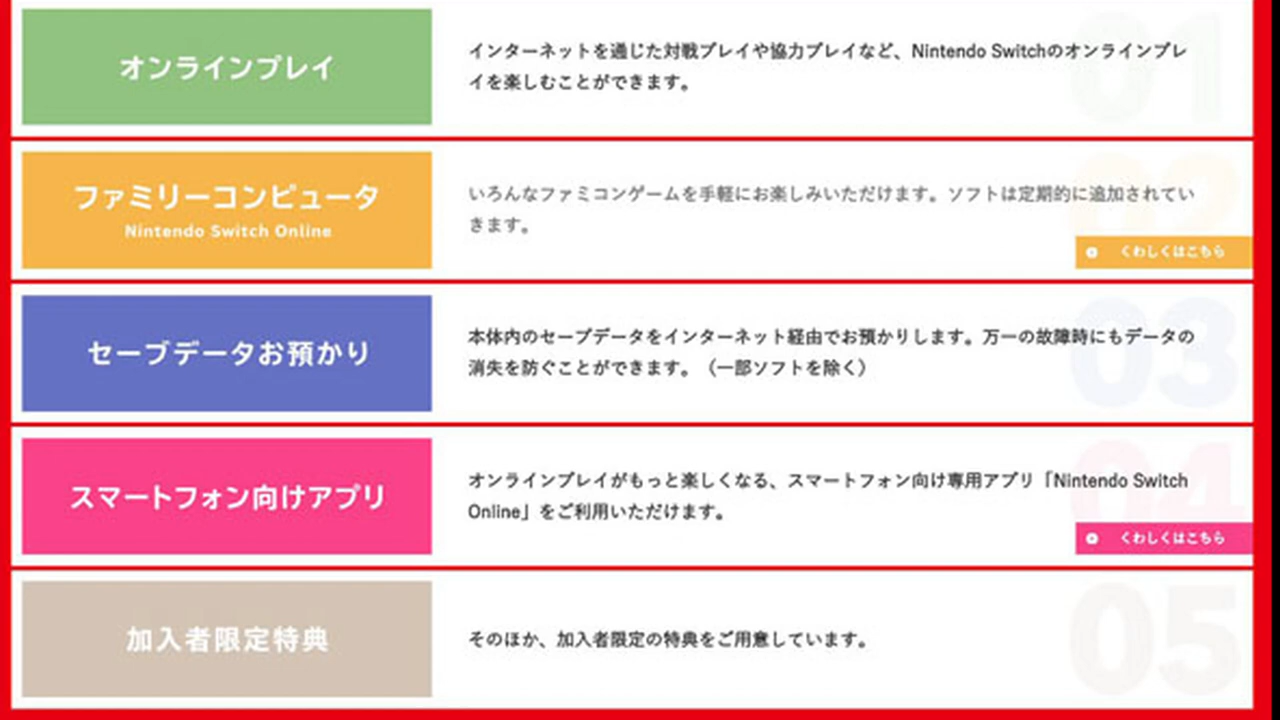 オンラインプレイ
インターネットを通じた対戦プレイや協力プレイなど、Nintendo Switchのオンラインプレ
イを楽しむことができます。
01
ファミリーコンピュータ
Nintendo Switch Online
いろんなファミコンゲームを手軽にお楽しみいただけます。ソフトは定期的に追加されてい
きます。
02
くわしくはこちら
セーブデータお預かり
本体内のセーブデータをインターネット経由でお預かりします。万一の故障時にもデータの
消失を防ぐことができます。（一部ソフトを除く）
03
スマートフォン向けアプリ
オンラインプレイがもっと楽しくなる、スマートフォン向け専用アプリ「Nintendo Switch
Online」をご利用いただけます。
04
くわしくはこちら
加入者限定特典
そのほか、加入者限定の特典をご用意しています。
05